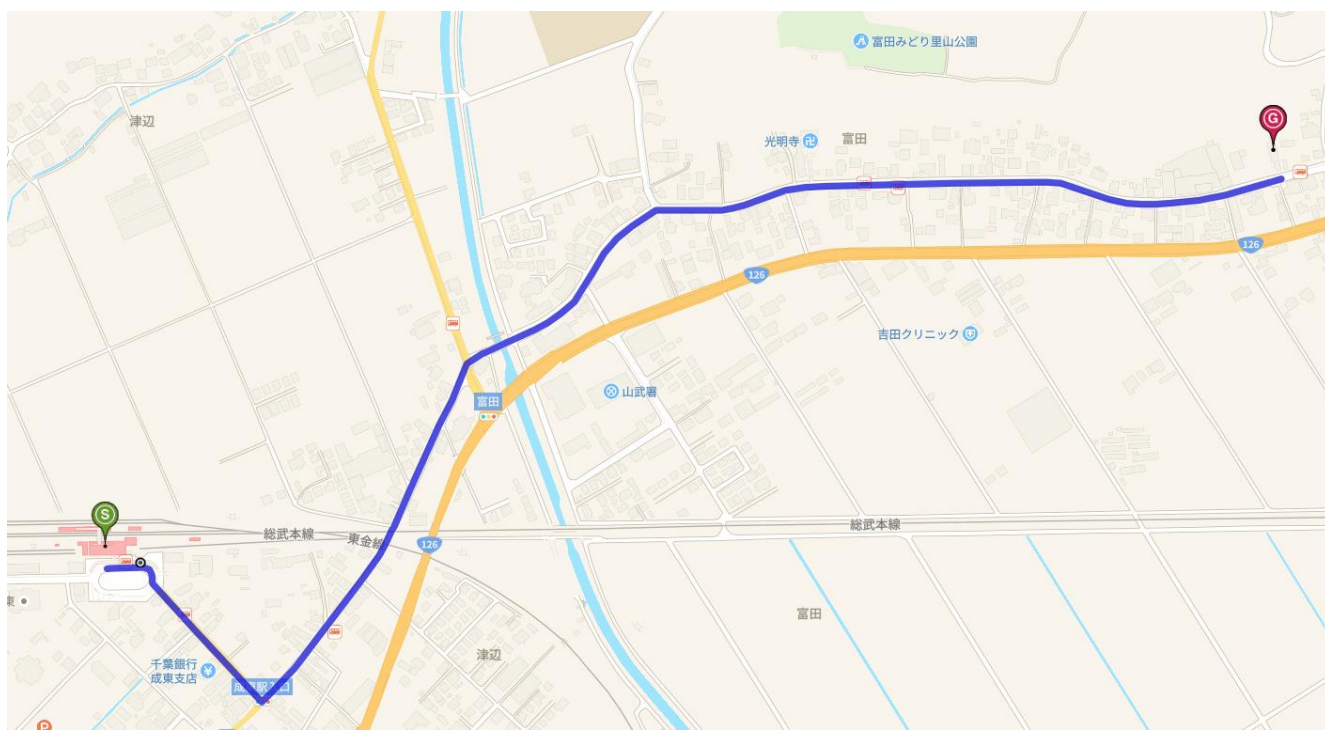 富田みどり里山公園
津辺
光明寺
富田
G
126
126
吉田クリニック
富田
山武署
S
総武本線
東金線
総武本線
126
東
富田
津辺
千葉銀行
成東支店
P